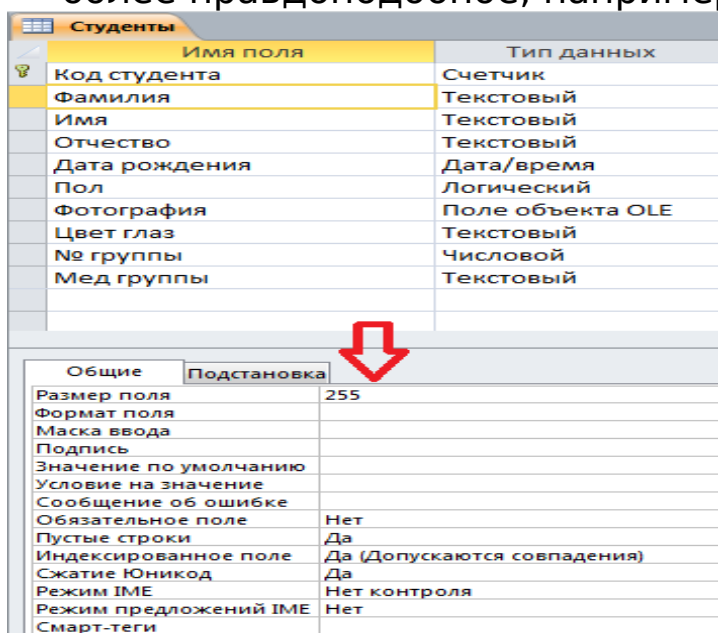 более правдоподобное, например
Студенты
Имя поля Тип данных
Код студента Счетчик
Фамилия Текстовый
Имя Текстовый
Отчество Текстовый
Дата рождения Дата/время
Пол Логический
Фотография Поле объекта OLE
Цвет глаз Текстовый
№ группы Числовой
Мед группы Текстовый
Общие Подстановка
Размер поля 255
Формат поля
Маска ввода
Подпись
Значение по умолчанию
Условие на значение
Сообщение об ошибке
Обязательное поле Нет
Пустые строки Да
Индексированное поле Да (Допускаются совпадения)
Сжатие Юникод Да
Режим IME Нет контроля
Режим предложений IME Нет
Смарт-теги